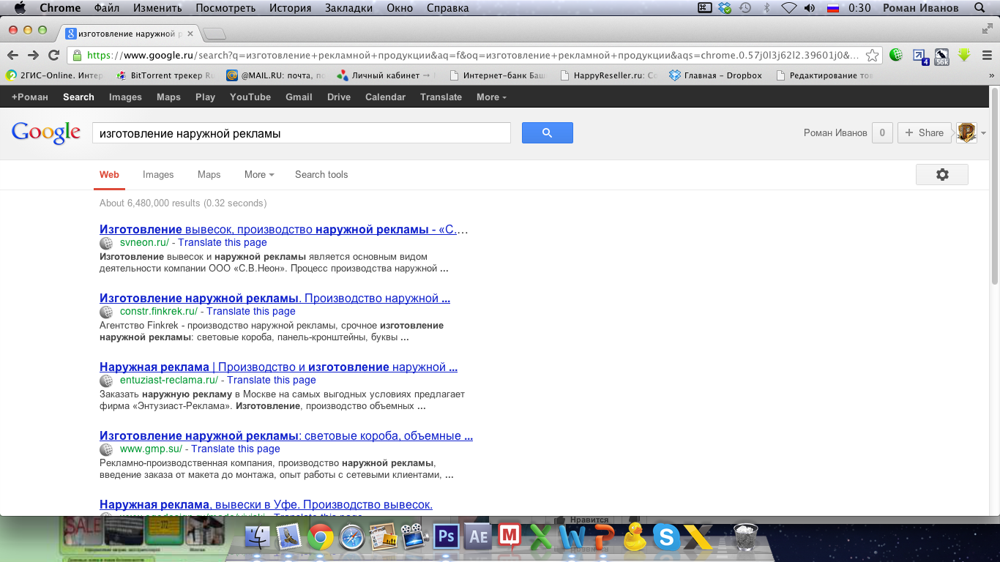 Chrome Файл Изменить Посмотреть История Закладки Окно Справка 0:30 Роман Иванов
изготовление наружной р
https://www.google.ru/search?q=изготовление+рекламной+продукции&aq=f&oq=изготовление+рекламной+продукции&aqs=chrome.0.57j0l3j62l2.39601j0&... 4 56k
2ГИС-Online. Интер BitTorrent трекер Ru @MAIL.RU: почта, по Личный кабинет → Интернет-банк Баш HappyReseller.ru: Со Главная – Dropbox Редактирование тов »
+Роман Search Images Maps Play YouTube Gmail Drive Calendar Translate More
Google изготовление наружной рекламы Роман Иванов 0 + Share
Web Images Maps More Search tools
About 6,480,000 results (0.32 seconds)
Изготовление вывесок, производство наружной рекламы - «С.…
svneon.ru/ - Translate this page
Изготовление вывесок и наружной рекламы является основным видом
деятельности компании ООО «С.В.Неон». Процесс производства наружной ...
Изготовление наружной рекламы. Производство наружной ...
constr.finkrek.ru/ - Translate this page
Агентство Finkrek - производство наружной рекламы, срочное изготовление
наружной рекламы: световые короба, панель-кронштейны, буквы ...
Наружная реклама | Производство и изготовление наружной ...
entuziast-reclama.ru/ - Translate this page
Заказать наружную рекламу в Москве на самых выгодных условиях предлагает
фирма «Энтузиаст-Реклама». Изготовление, производство объемных ...
Изготовление наружной рекламы: световые короба, объемные ...
www.gmp.su/ - Translate this page
Рекламно-производственная компания, производство наружной рекламы,
введение заказа от макета до монтажа, опыт работы с сетевыми клиентами, ...
Наружная реклама, вывески в Уфе. Производство вывесок.
SALE
Нравится
Ps AE M X W P S X